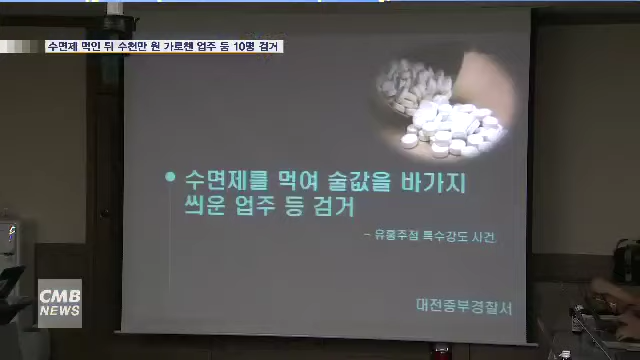 수면제 먹인 뒤 수천만 원 가로챈 업주 등 10명 검거
수면제를 먹여 술값을 바가지
씌운 업주 등 검거
- 유흥주점 특수강도 사건
대전중부경찰서
CMB
NEWS